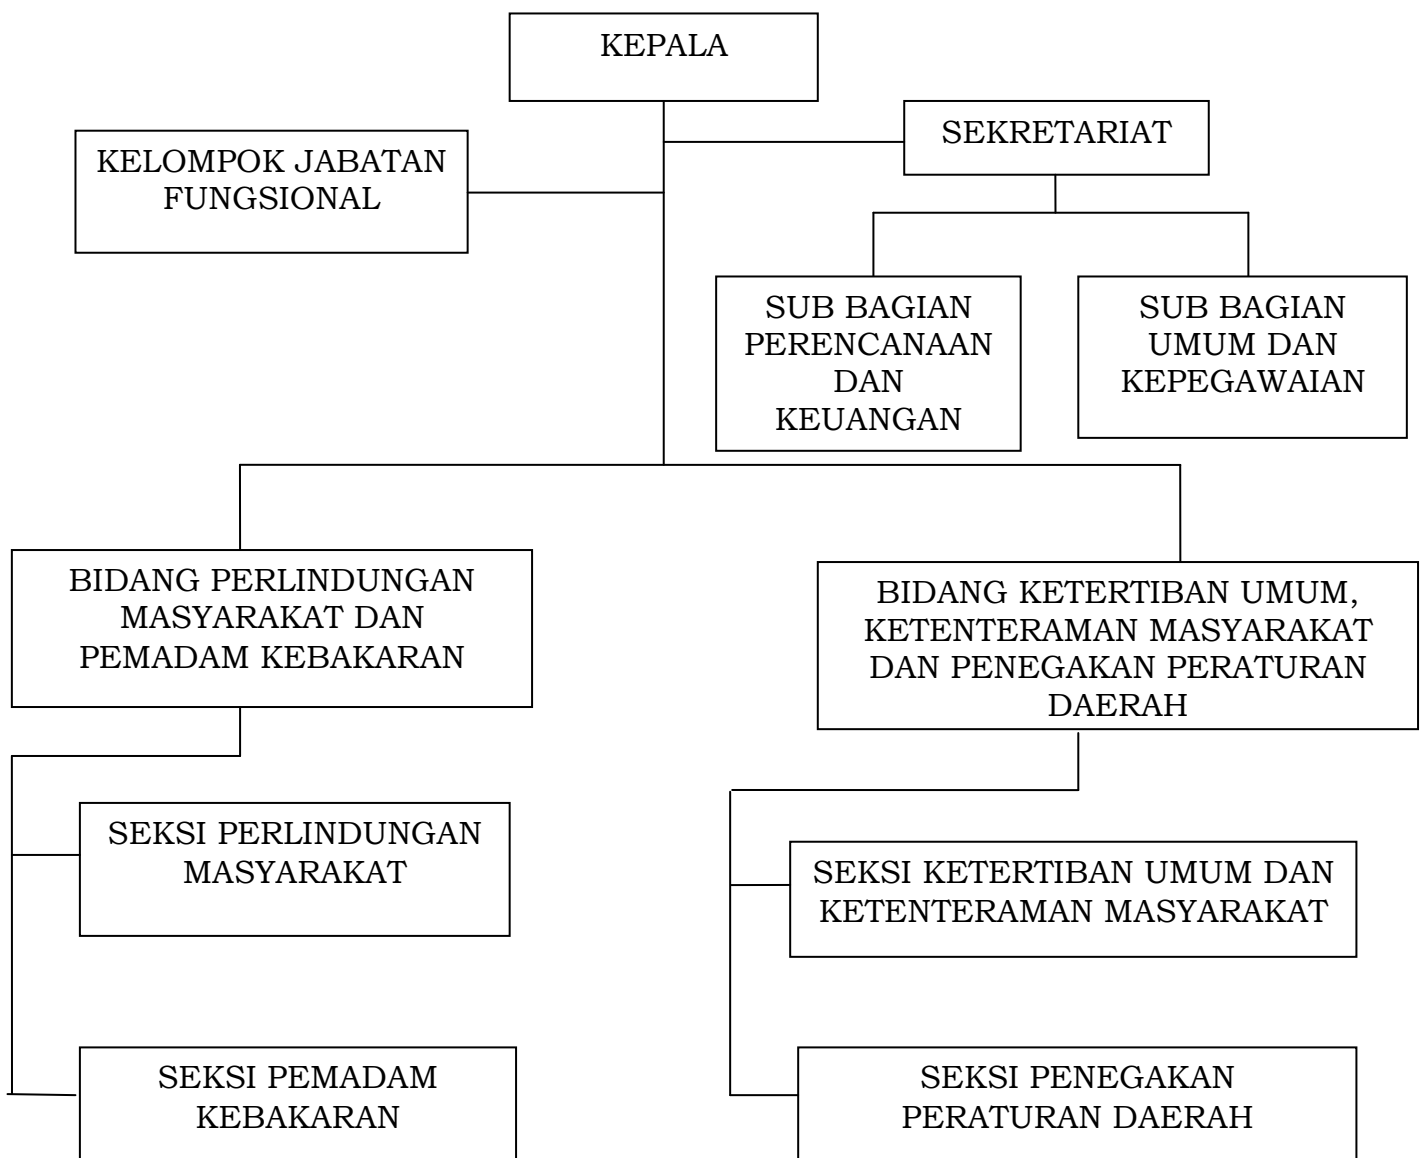 KEPALA
SEKRETARIAT
KELOMPOK JABATAN
FUNGSIONAL
SUB BAGIAN
PERENCANAAN
DAN
KEUANGAN
SUB BAGIAN
UMUM DAN
KEPEGAWAIAN
BIDANG PERLINDUNGAN
MASYARAKAT DAN
PEMADAM KEBAKARAN
BIDANG KETERTIBAN UMUM,
KETENTERAMAN MASYARAKAT
DAN PENEGAKAN PERATURAN
DAERAH
SEKSI PERLINDUNGAN
MASYARAKAT
SEKSI KETERTIBAN UMUM DAN
KETENTERAMAN MASYARAKAT
SEKSI PEMADAM
KEBAKARAN
SEKSI PENEGAKAN
PERATURAN DAERAH